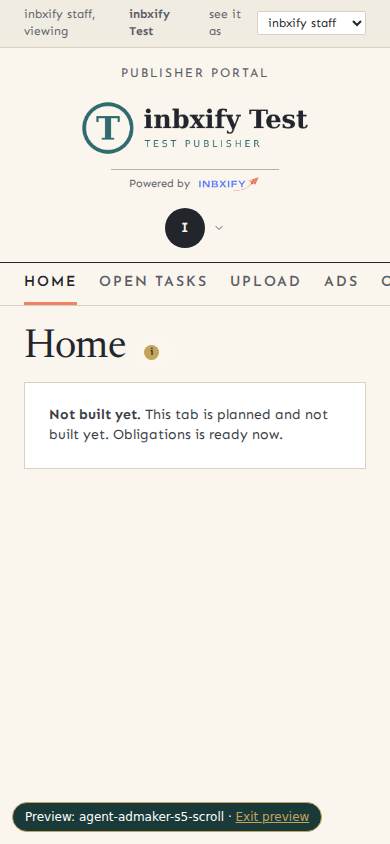 inbxify staff, viewing inbxify Test see it as inbxify staff
PUBLISHER PORTAL
T inbxify Test
TEST PUBLISHER
Powered by INBXIFY
I
HOME OPEN TASKS UPLOAD ADS
Home i
Not built yet. This tab is planned and not
built yet. Obligations is ready now.
Preview: agent-admaker-s5-scroll · Exit preview